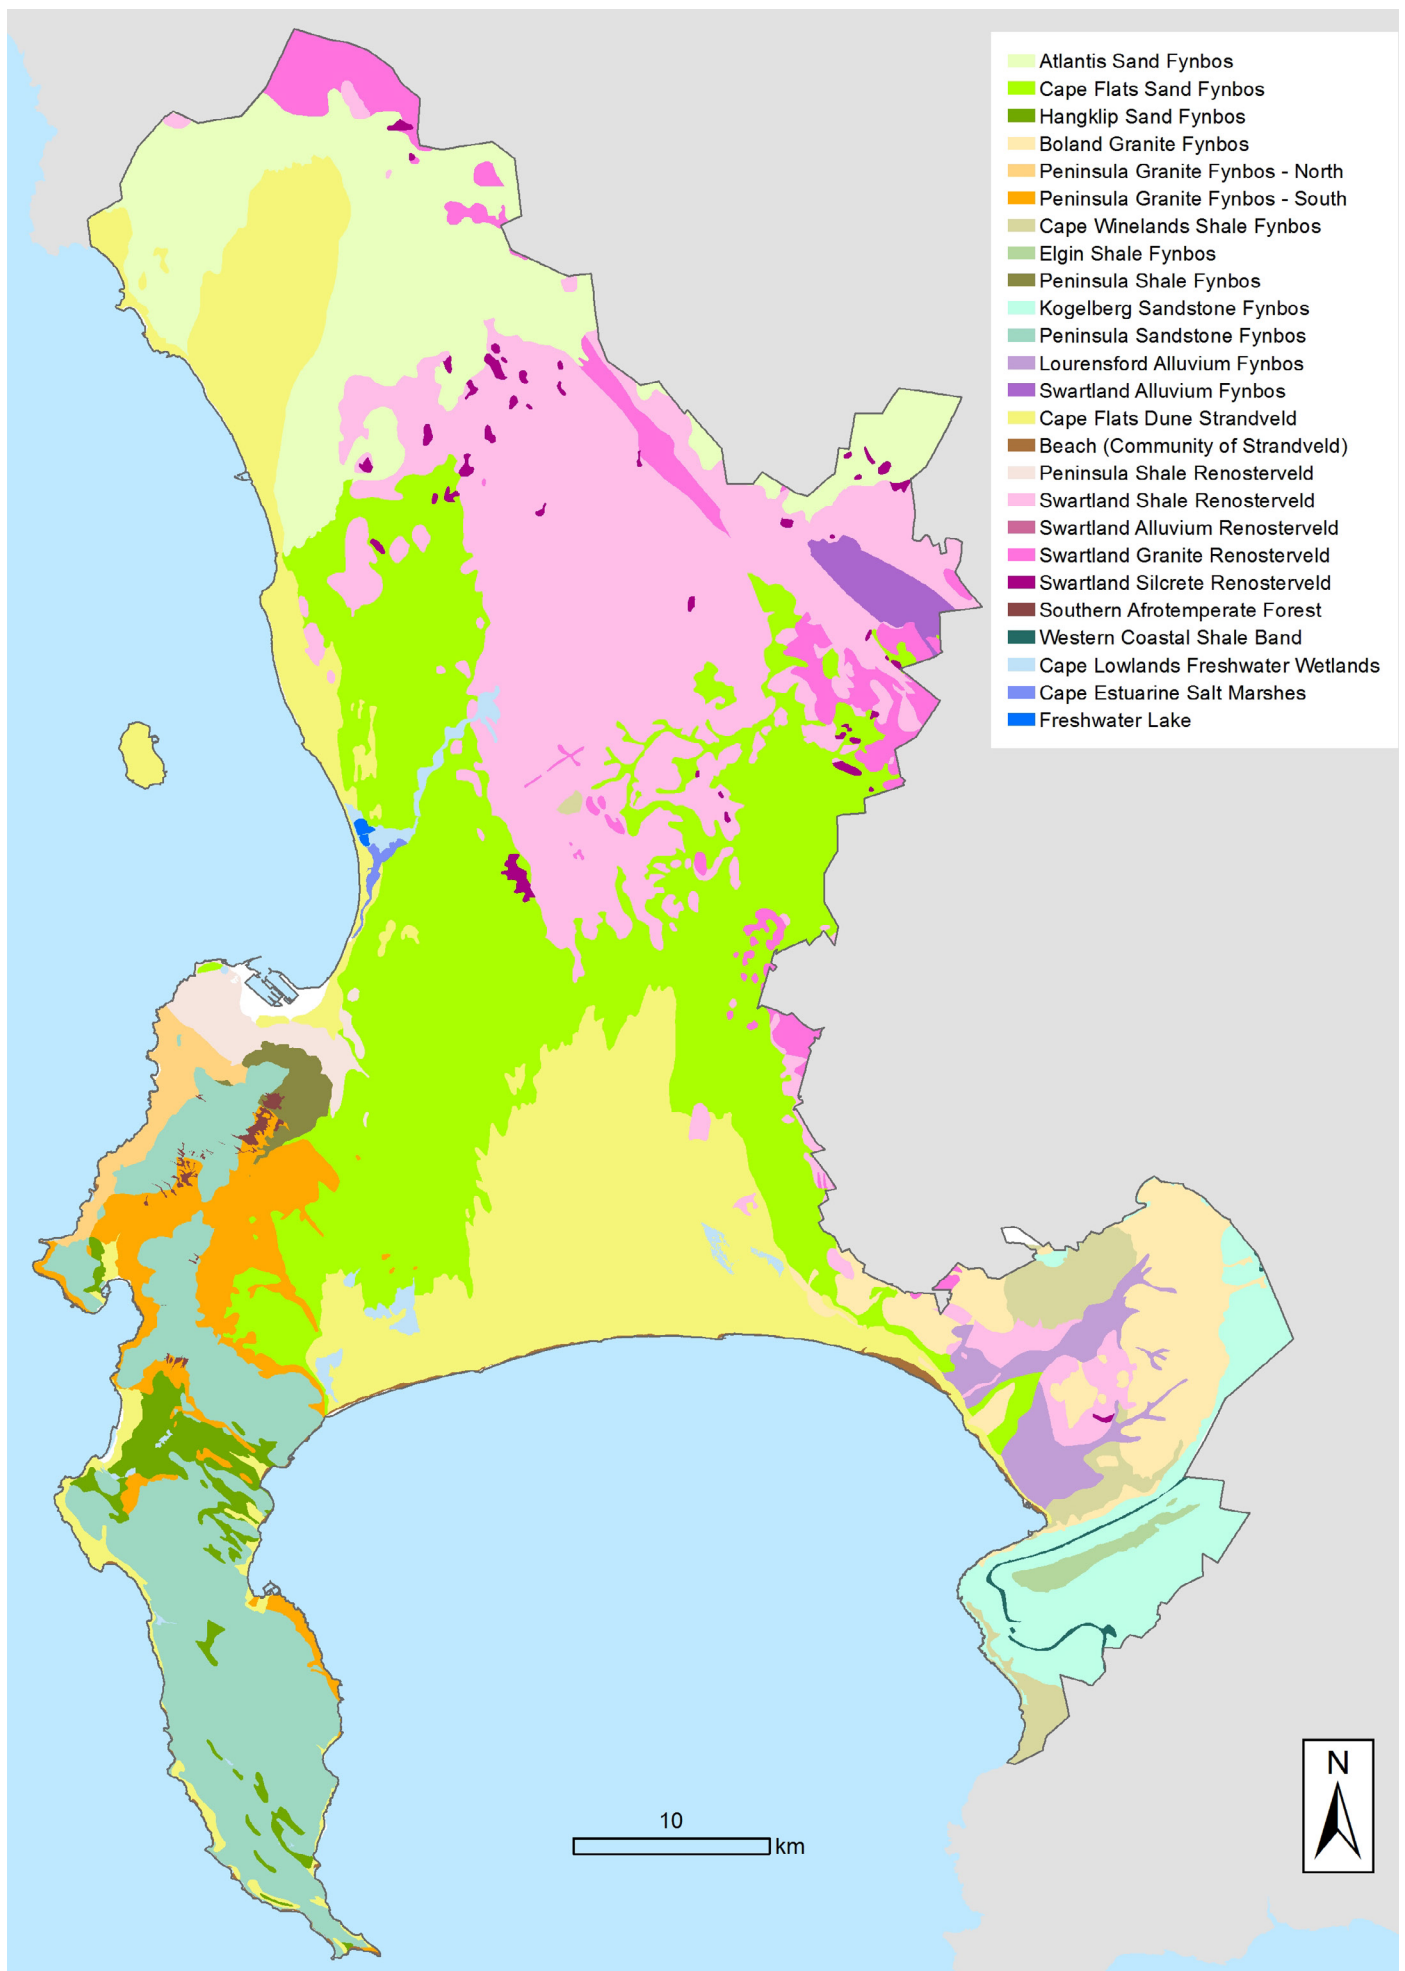 Atlantis Sand Fynbos
Cape Flats Sand Fynbos
Hangklip Sand Fynbos
Boland Granite Fynbos
Peninsula Granite Fynbos - North
Peninsula Granite Fynbos - South
Cape Winelands Shale Fynbos
Elgin Shale Fynbos
Peninsula Shale Fynbos
Kogelberg Sandstone Fynbos
Peninsula Sandstone Fynbos
Lourensford Alluvium Fynbos
Swartland Alluvium Fynbos
Cape Flats Dune Strandveld
Beach (Community of Strandveld)
Peninsula Shale Renosterveld
Swartland Shale Renosterveld
Swartland Alluvium Renosterveld
Swartland Granite Renosterveld
Swartland Silcrete Renosterveld
Southern Afrotemperate Forest
Western Coastal Shale Band
Cape Lowlands Freshwater Wetlands
Cape Estuarine Salt Marshes
Freshwater Lake
N
10
km